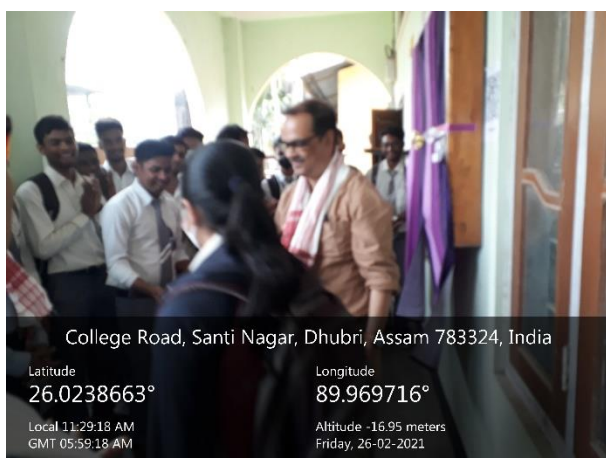 College Road, Santi Nagar, Dhubri, Assam 783324, India
Latitude
26.0238663°
Longitude
89.969716°
Local 11:29:18 AM
GMT 05:59:18 AM
Altitude -16.95 meters
Friday, 26-02-2021